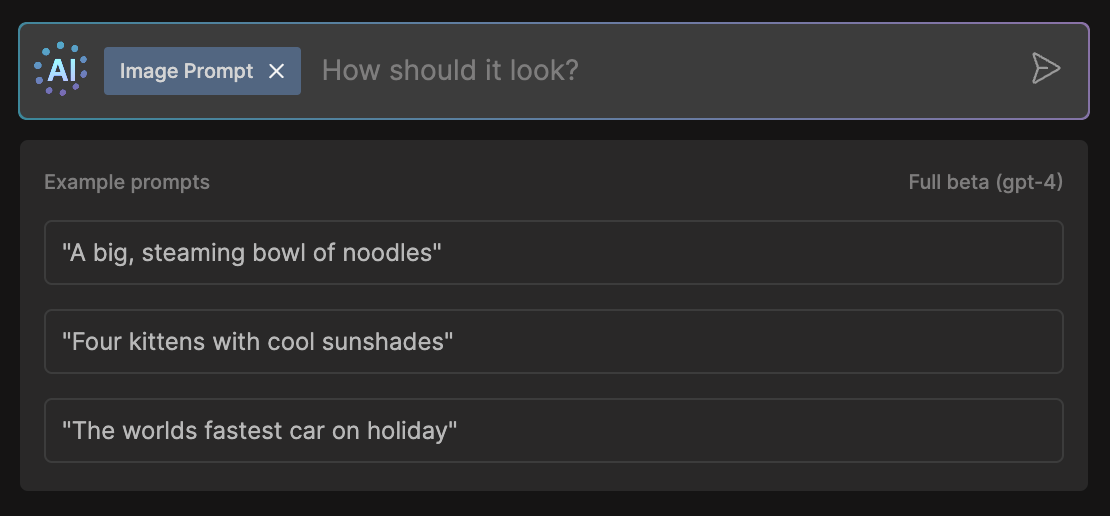 AI
Image Prompt
How should it look?
Example prompts
Full beta (gpt-4)
"A big, steaming bowl of noodles"
"Four kittens with cool sunshades"
"The worlds fastest car on holiday"